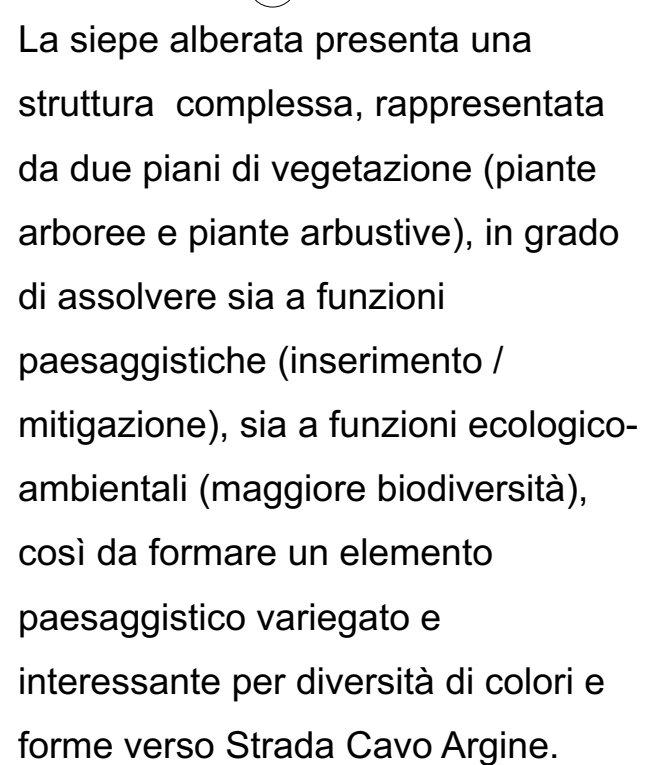 La siepe alberata presenta una
struttura  complessa, rappresentata
da due piani di vegetazione (piante
arboree e piante arbustive), in grado
di assolvere sia a funzioni
paesaggistiche (inserimento /
mitigazione), sia a funzioni ecologico-
ambientali (maggiore biodiversità),
così da formare un elemento
paesaggistico variegato e
interessante per diversità di colori e
forme verso Strada Cavo Argine.